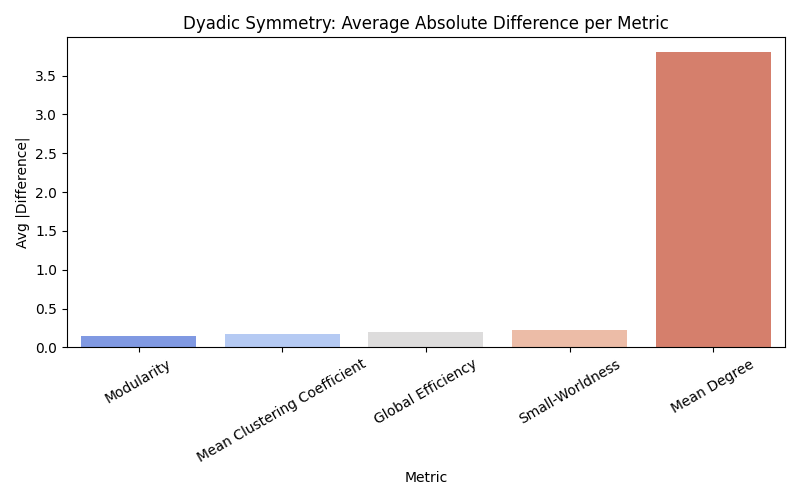 Dyadic Symmetry: Average Absolute Difference per Metric
Avg |Difference|
3.5
3.0
2.5
2.0
1.5
1.0
0.5
0.0
Modularity
Mean Clustering Coefficient
Global Efficiency
Small-Worldness
Mean Degree
Metric